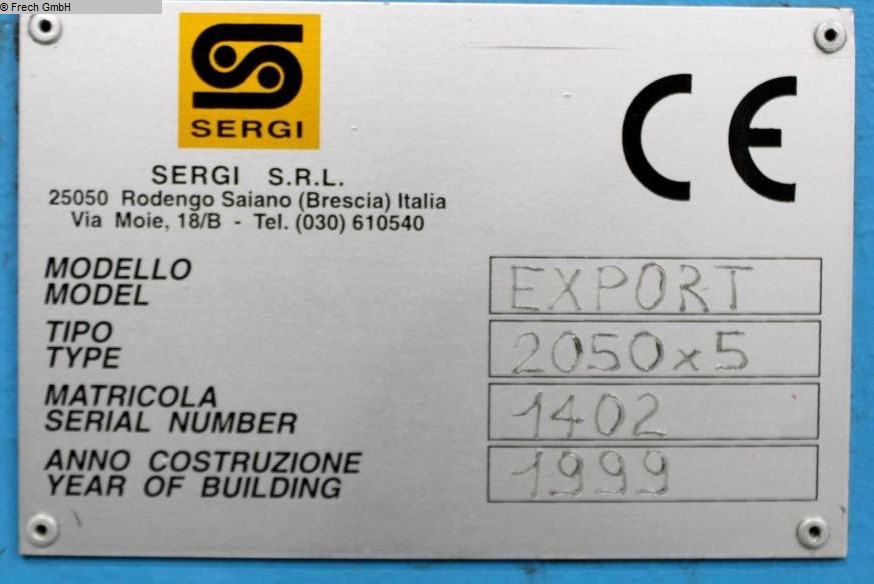 © Frech GmbH
SERGI
CE
SERGI S.R.L.
25050 Rodengo Saiano (Brescia) Italia
Via Moie, 18/B - Tel. (030) 610540
MODELLO
MODEL
EXPORT
TIPO
TYPE
2050x5
MATRICOLA
SERIAL NUMBER
1402
ANNO COSTRUZIONE
YEAR OF BUILDING
1999